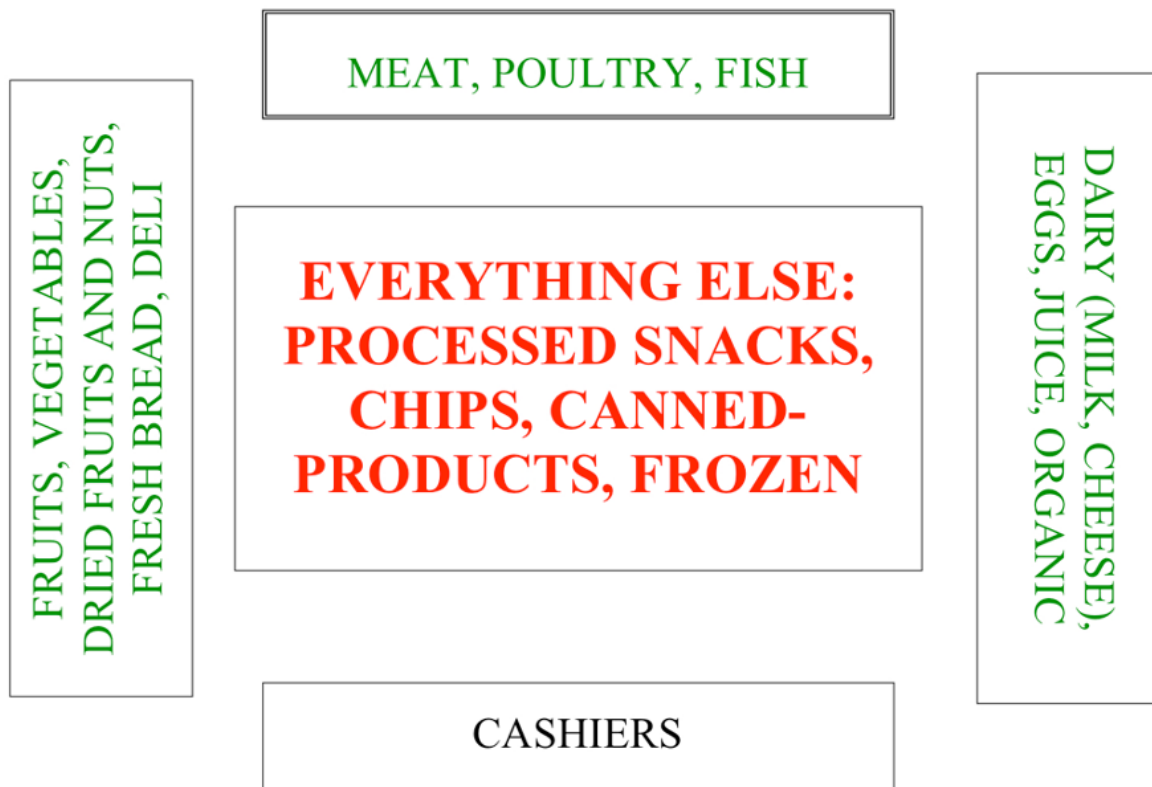 MEAT, POULTRY, FISH
FRUITS, VEGETABLES,
DRIED FRUITS AND NUTS,
FRESH BREAD, DELI
EVERYTHING ELSE:
PROCESSED SNACKS,
CHIPS, CANNED-
PRODUCTS, FROZEN
DAIRY (MILK, CHEESE),
EGGS, JUICE, ORGANIC
CASHIERS